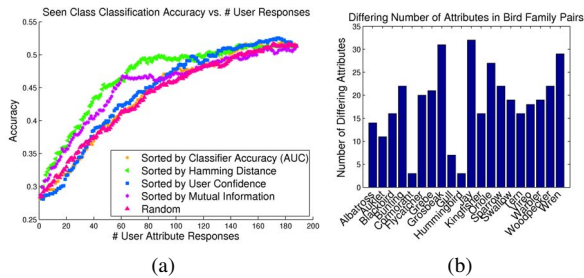 Seen Class Classification Accuracy vs. # User Responses
0.55
0.5
0.45
0.4
0.35
0.3
0.25
0 20 40 60 80 100 120 140 160 180 200
Accuracy
# User Attribute Responses
Sorted by Classifier Accuracy (AUC)
Sorted by Hamming Distance
Sorted by User Confidence
Sorted by Mutual Information
Random
(a)
Differing Number of Attributes in Bird Family Pairs
35
30
25
20
15
10
5
0
Number of Differing Attributes
Albatross
Blackbird
Bunting
Cormorant
Flycatcher
Grebe
Grosbeak
Gull
Hummingbird
Jay
Kingfisher
Oriole
Sparrow
Swallow
Tern
Vireo
Warbler
Woodpecker
Wren
(b)